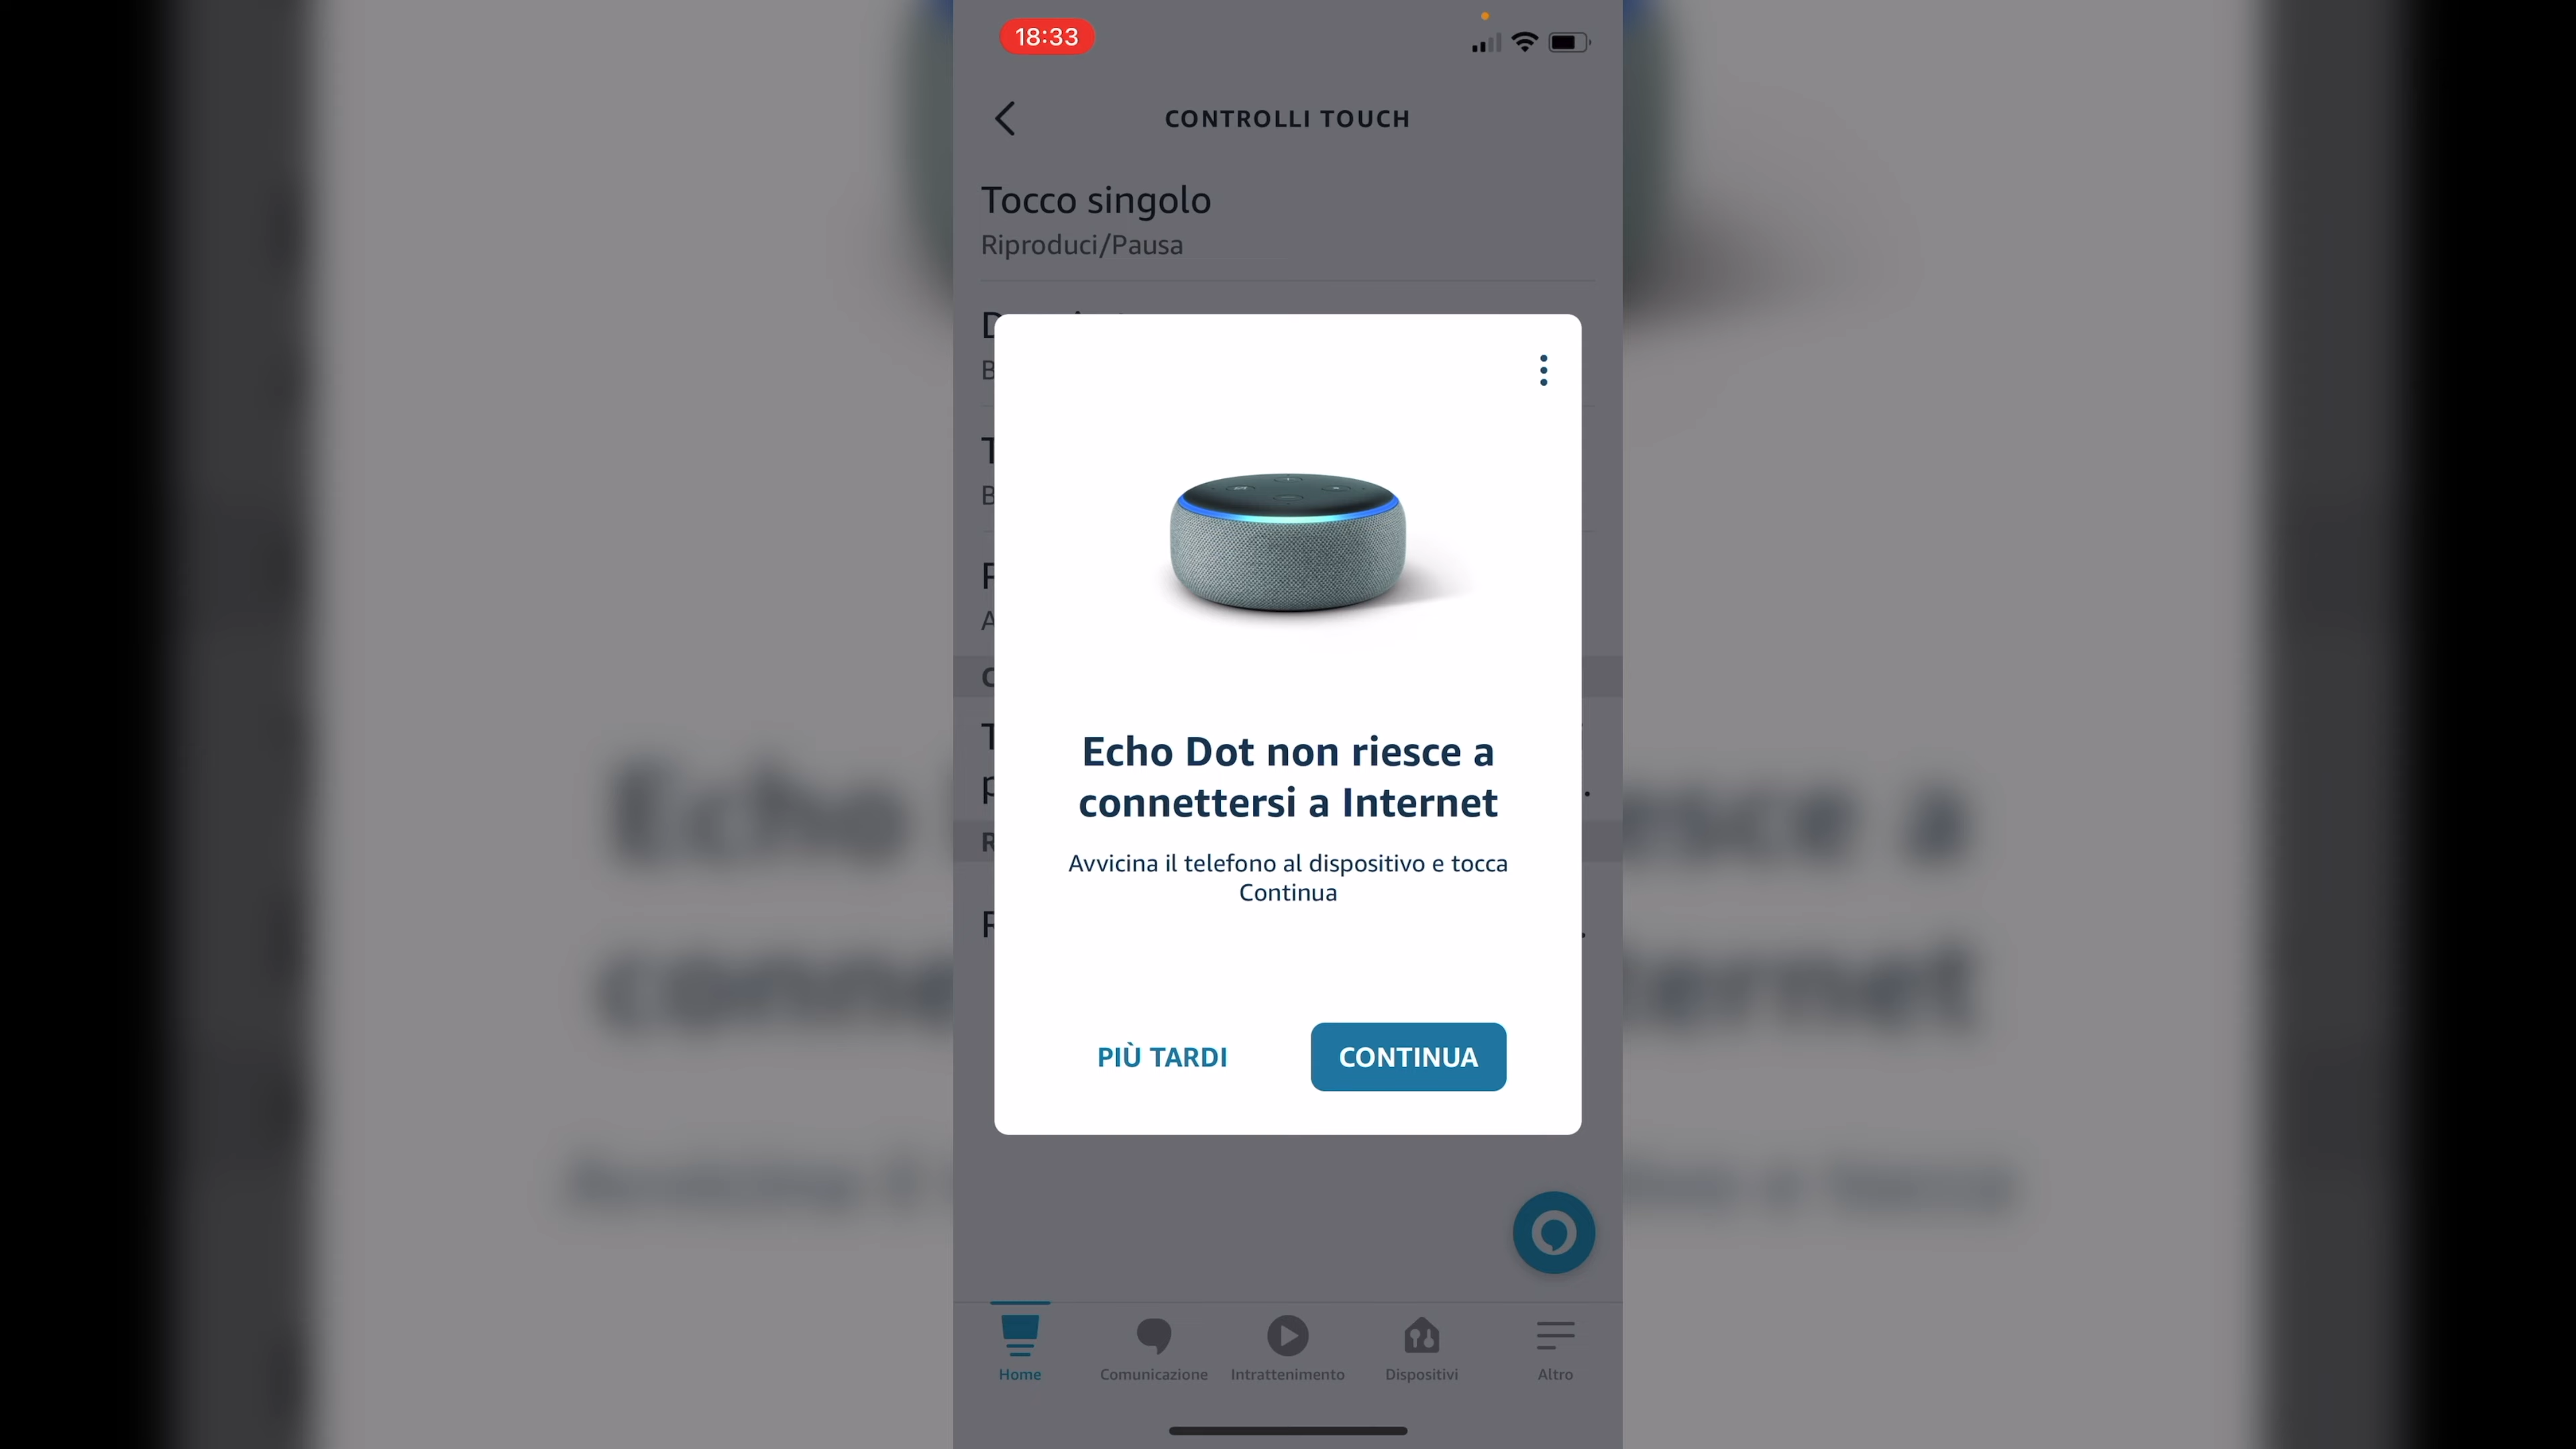 18:33
CONTROLLI TOUCH
Tocco singolo
Riproduci/Pausa
Echo Dot non riesce a
connettersi a Internet
Avvicina il telefono al dispositivo e tocca
Continua
PIÙ TARDI
CONTINUA
Home
Comunicazione
Intrattenimento
Dispositivi
Altro